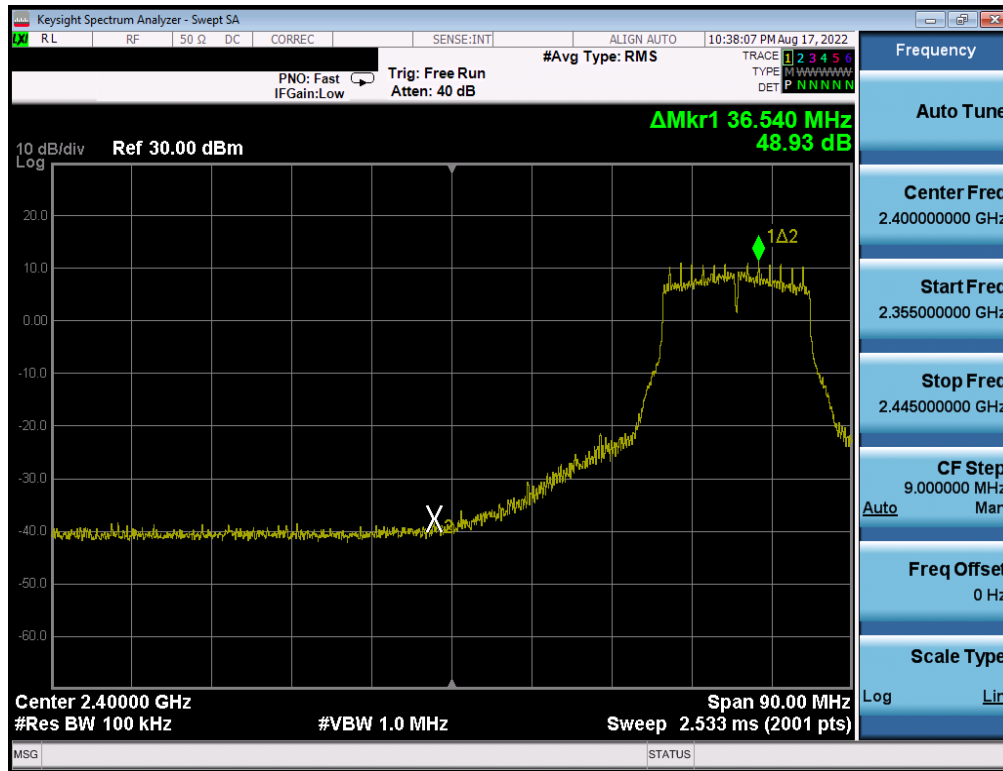 Keysight Spectrum Analyzer - Swept SA
LXI RL RF 50 Ω DC CORREC SENSE:INT ALIGN AUTO 10:38:07 PM Aug 17, 2022
PNO: Fast
IFGain:Low
Trig: Free Run
Atten: 40 dB
#Avg Type: RMS
TRACE 1 2 3 4 5 6
TYPE M W W W W W
DET P N N N N N
ΔMkr1 36.540 MHz
48.93 dB
10 dB/div Ref 30.00 dBm
Log
1Δ2
20.0
10.0
0.00
-10.0
-20.0
-30.0
-40.0
-50.0
-60.0
X2
Center 2.40000 GHz
#Res BW 100 kHz
#VBW 1.0 MHz
Span 90.00 MHz
Sweep 2.533 ms (2001 pts)
MSG
STATUS
Frequency
Auto Tune
Center Freq
2.400000000 GHz
Start Freq
2.355000000 GHz
Stop Freq
2.445000000 GHz
CF Step
9.000000 MHz
Auto Man
Freq Offset
0 Hz
Scale Type
Log Lin